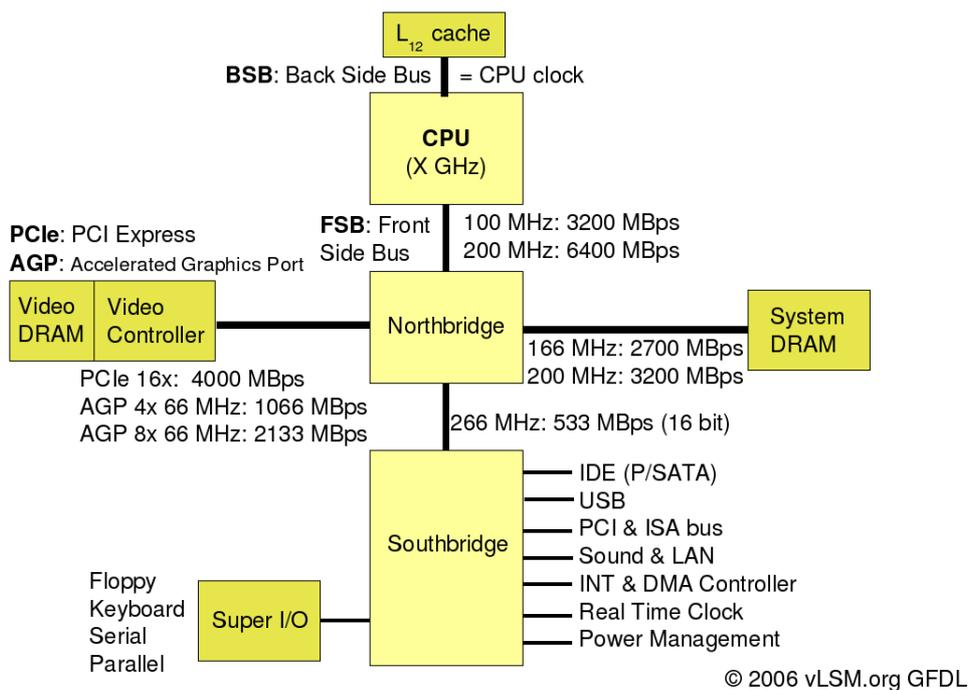 L12 cache
BSB: Back Side Bus = CPU clock
CPU
(X GHz)
FSB: Front
Side Bus
100 MHz: 3200 MBps
200 MHz: 6400 MBps
PCIe: PCI Express
AGP: Accelerated Graphics Port
Video
DRAM
Video
Controller
Northbridge
System
DRAM
166 MHz: 2700 MBps
200 MHz: 3200 MBps
PCIe 16x: 4000 MBps
AGP 4x 66 MHz: 1066 MBps
AGP 8x 66 MHz: 2133 MBps
266 MHz: 533 MBps (16 bit)
Southbridge
IDE (P/SATA)
USB
PCI & ISA bus
Sound & LAN
INT & DMA Controller
Real Time Clock
Power Management
Floppy
Keyboard
Serial
Parallel
Super I/O
© 2006 vLSM.org GFDL